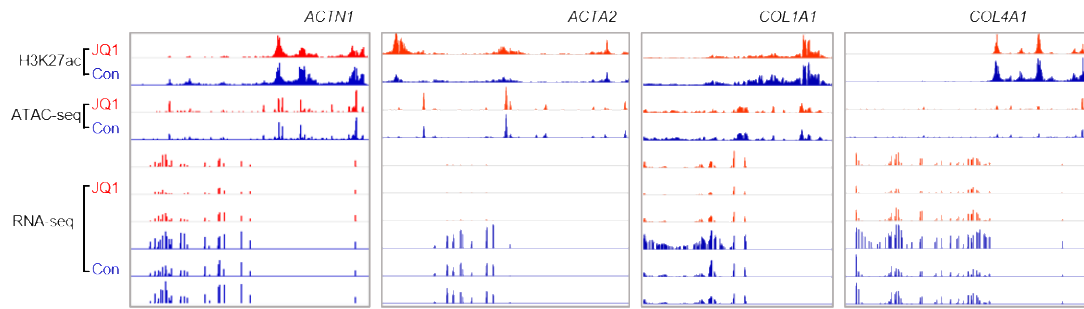 ACTN1 ACTA2 COL1A1 COL4A1
H3K27ac JQ1
Con
ATAC-seq JQ1
Con
RNA-seq JQ1
Con